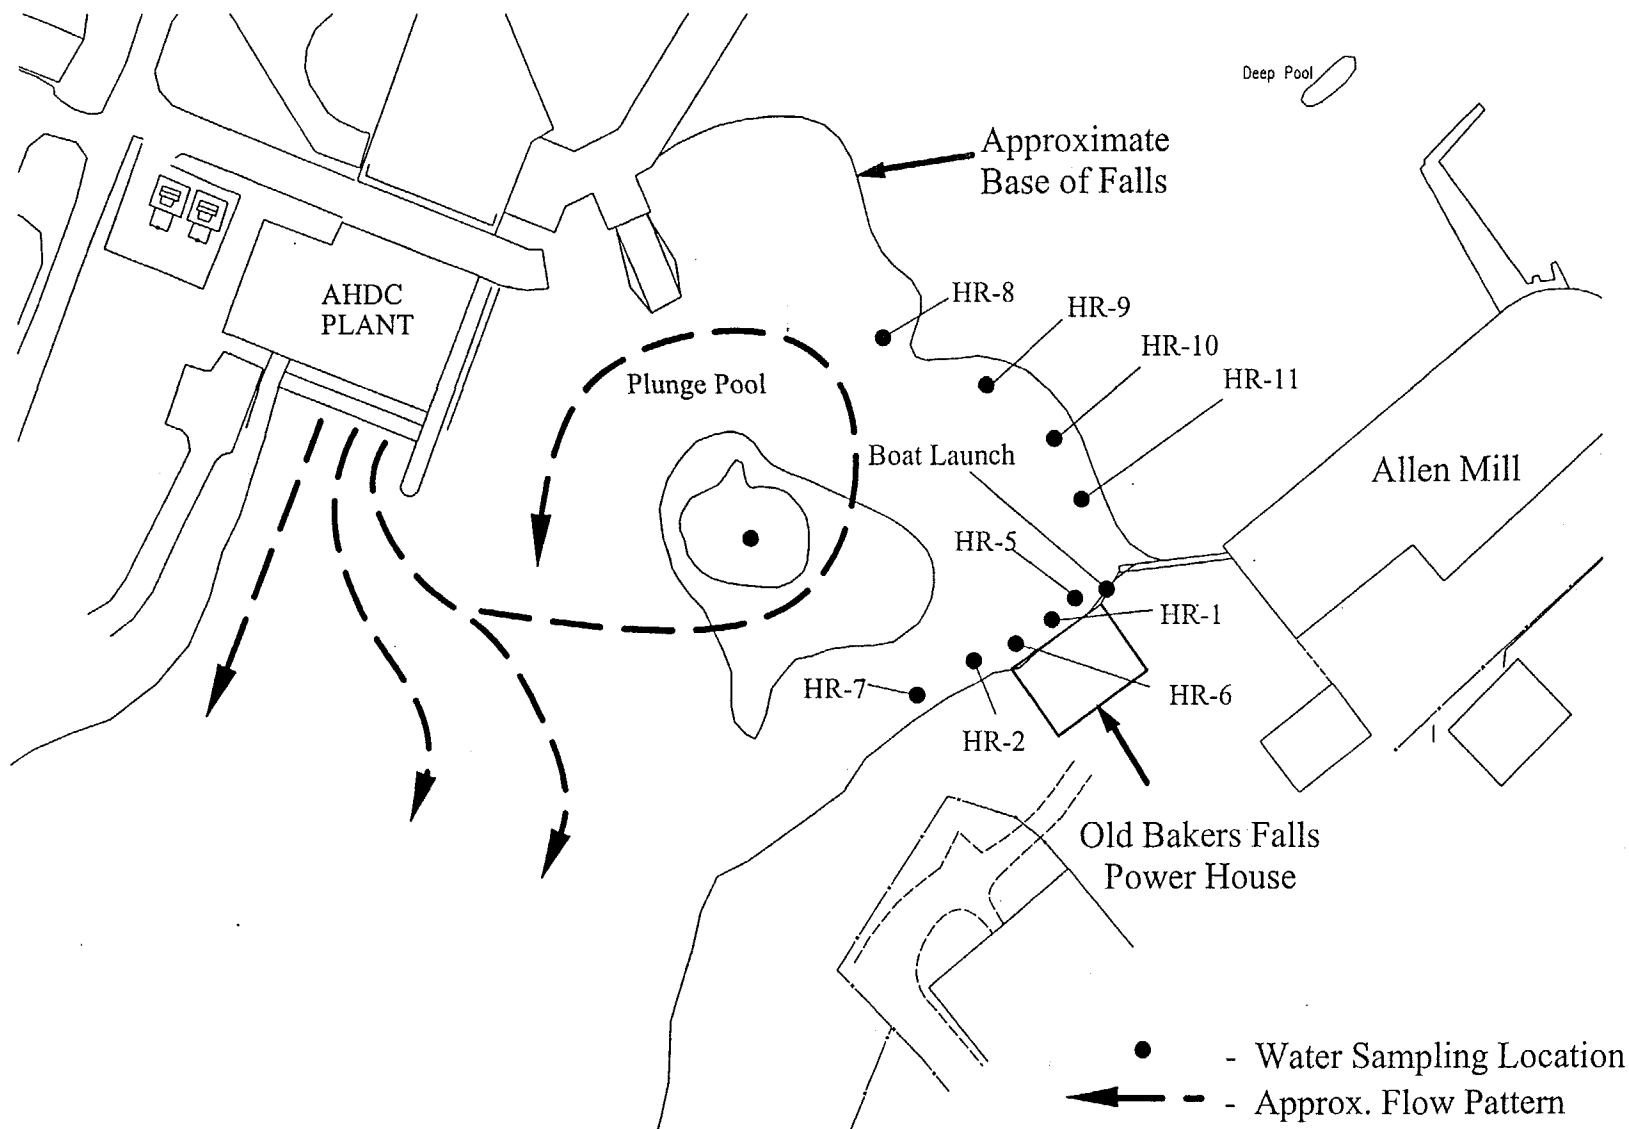 Deep Pool
Approximate
Base of Falls
AHDC
PLANT
HR-8
HR-9
HR-10
HR-11
Plunge Pool
Boat Launch
Allen Mill
HR-5
HR-1
HR-7
HR-6
HR-2
Old Bakers Falls
Power House
- Water Sampling Location
- Approx. Flow Pattern